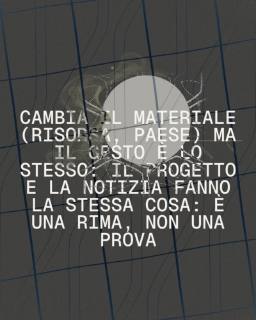 CAMBIA IL MATERIALE
(RISORSA, PAESE) MA
IL GESTO È LO
STESSO: IL PROGETTO
E LA NOTIZIA FANNO
LA STESSA COSA: È
UNA RIMA, NON UNA
PROVA